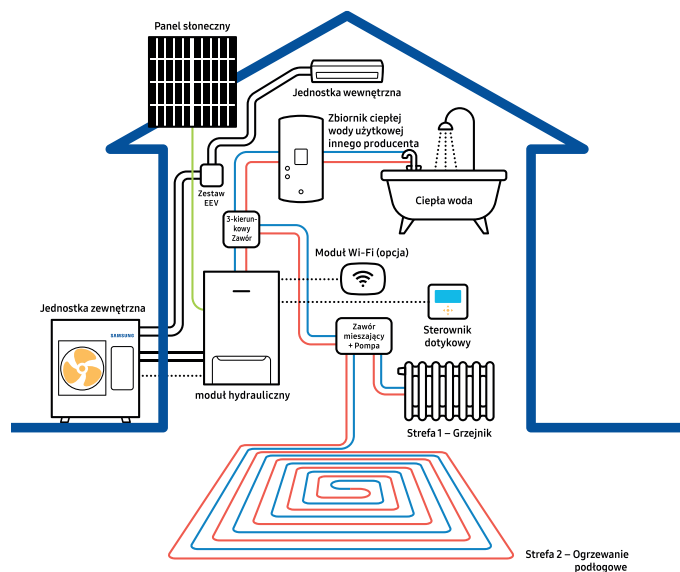 Panel słoneczny
Jednostka wewnętrzna
Zbiornik ciepłej
wody użytkowej
innego producenta
Ciepła woda
Zestaw
EEV
3-kierun-
kowy
Zawór
Moduł Wi-Fi (opcja)
Jednostka zewnętrzna
SAMSUNG
Sterownik
dotykowy
Zawór
mieszający
+ Pompa
moduł hydrauliczny
Strefa 1 – Grzejnik
Strefa 2 – Ogrzewanie
podłogowe